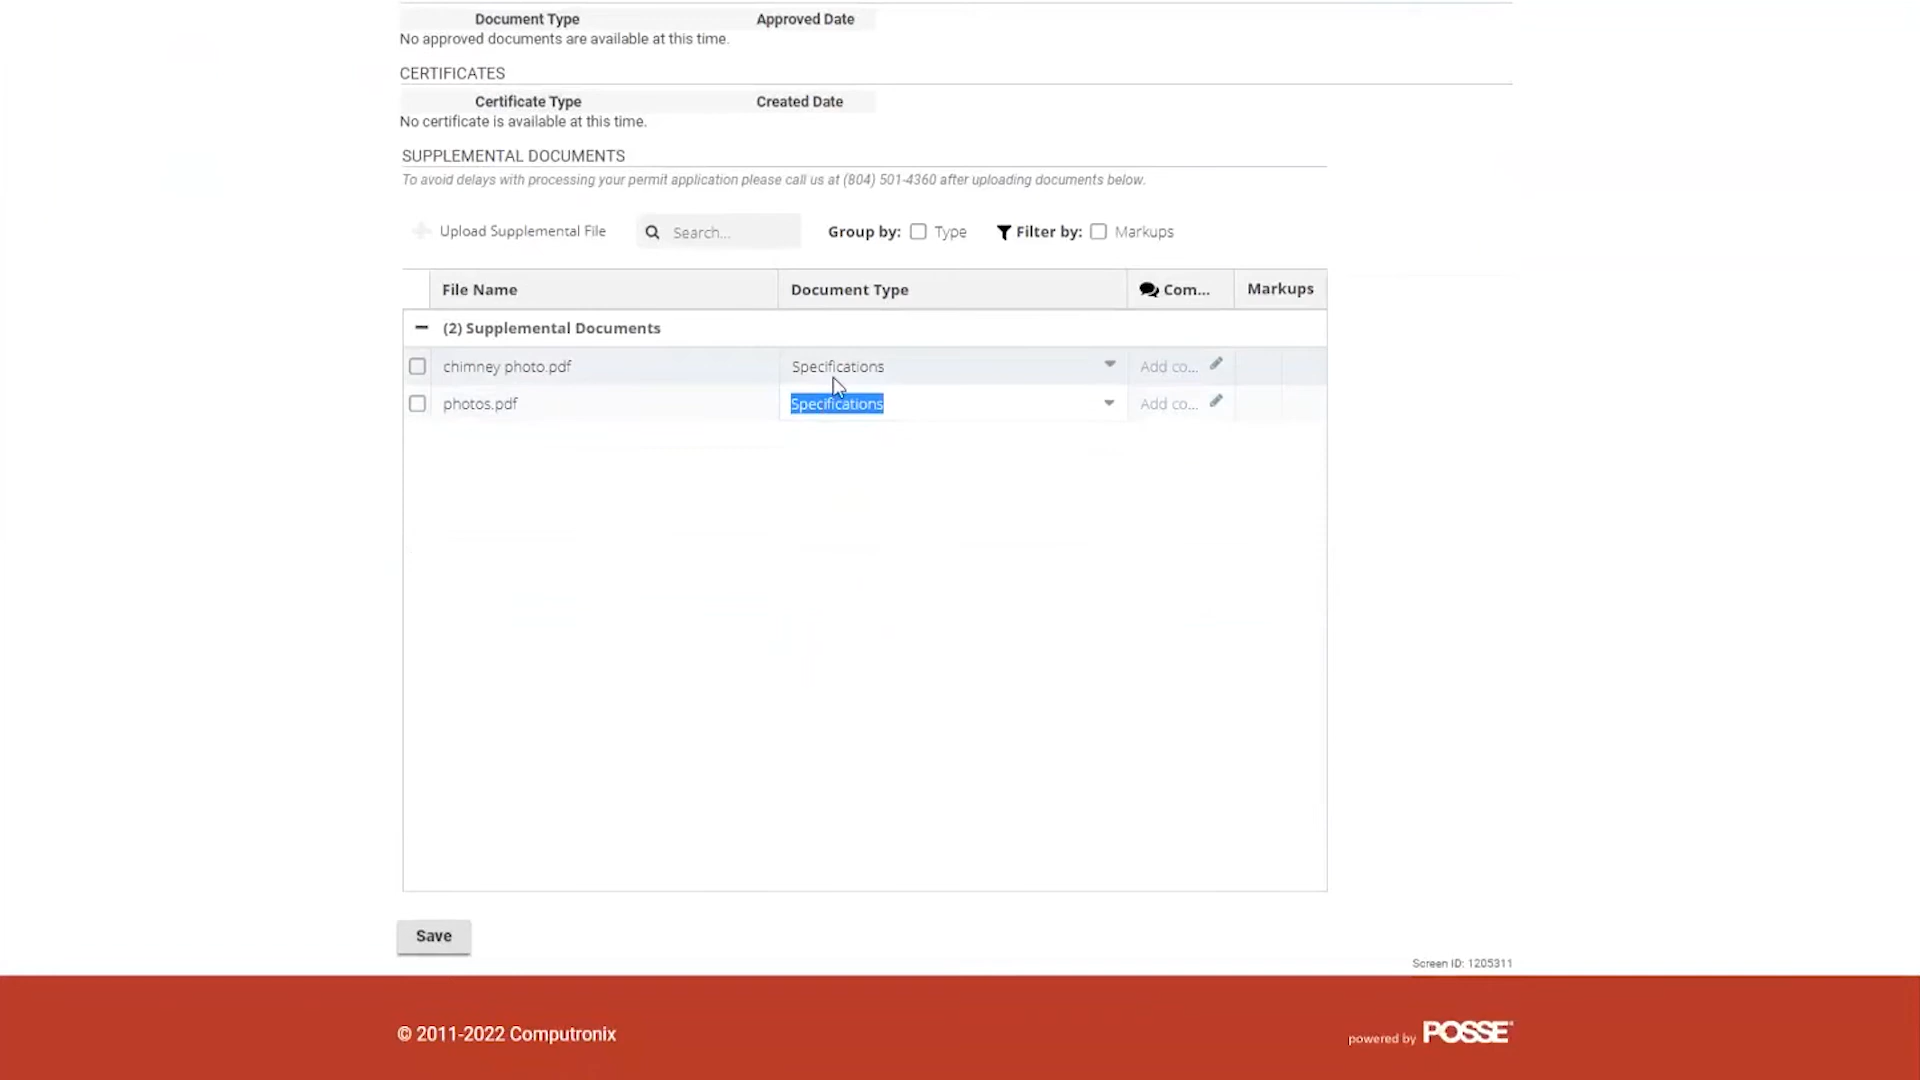 Document Type Approved Date
No approved documents are available at this time.
CERTIFICATES
Certificate Type Created Date
No certificate is available at this time.
SUPPLEMENTAL DOCUMENTS
To avoid delays with processing your permit application please call us at (804) 501-4360 after uploading documents below.
Upload Supplemental File Search... Group by: Type Filter by: Markups
File Name Document Type Com... Markups
(2) Supplemental Documents
chimney photo.pdf Specifications Add co...
photos.pdf Specifications Add co...
Save
Screen ID: 1205311
© 2011-2022 Computronix
powered by POSSE